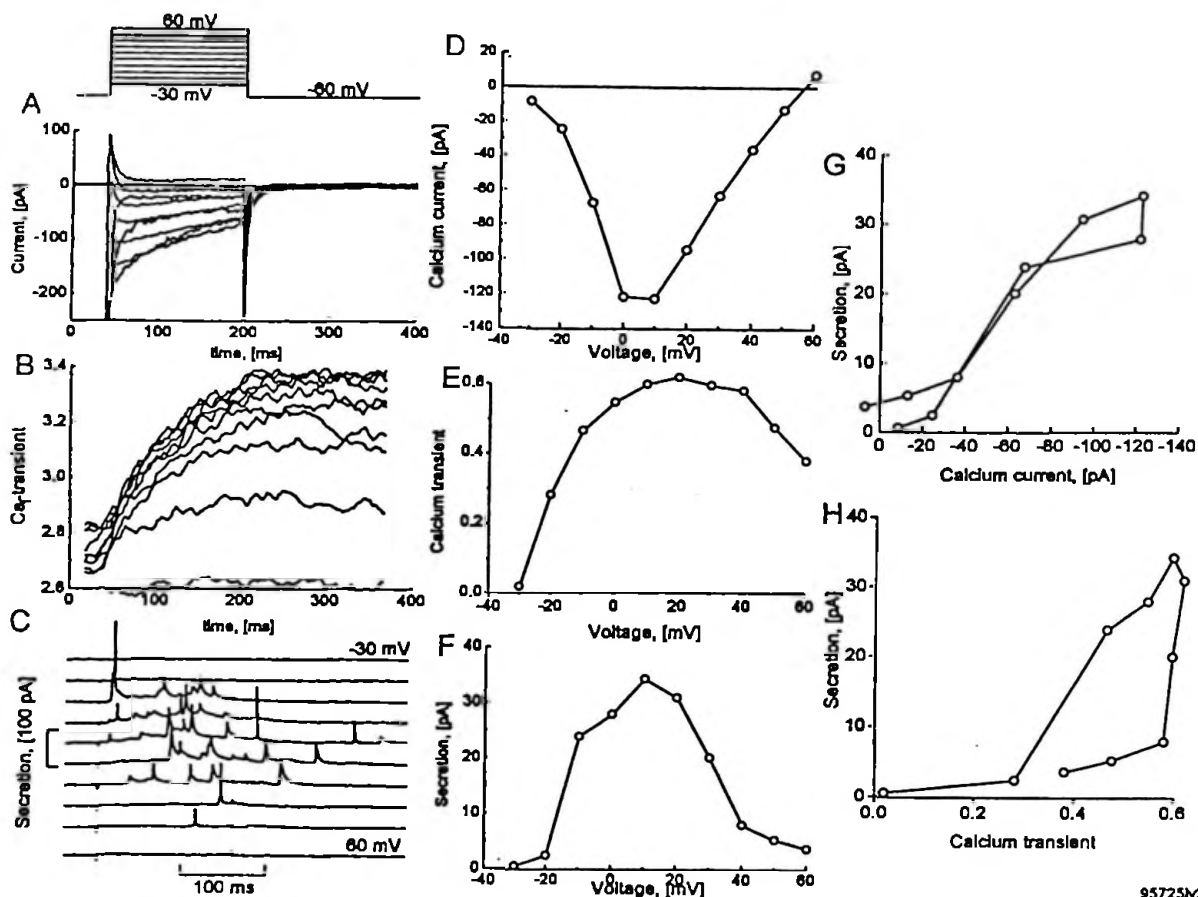 60 mV
-30 mV
-60 mV
A
Current, [pA]
100
0
-100
-200
0
100
200
300
400
time, [ms]
B
Ca-transient
3.4
3.2
3.0
2.8
2.6
0
100
200
300
400
time, [ms]
C
Secretion, [100 pA]
-30 mV
60 mV
100 ms
D
Calcium current, [pA]
20
0
-20
-40
-60
-80
-100
-120
-140
-40
-20
0
20
40
60
Voltage, [mV]
E
Calcium transient
0.6
0.4
0.2
0.0
-40
-20
0
20
40
60
Voltage, [mV]
F
Secretion, [pA]
40
30
20
10
0
-40
-20
0
20
40
60
Voltage, [mV]
G
Secretion, [pA]
40
30
20
10
0
0
-20
-40
-60
-80
-100
-120
-140
Calcium current, [pA]
H
Secretion, [pA]
40
30
20
10
0
0.0
0.2
0.4
0.6
Calcium transient